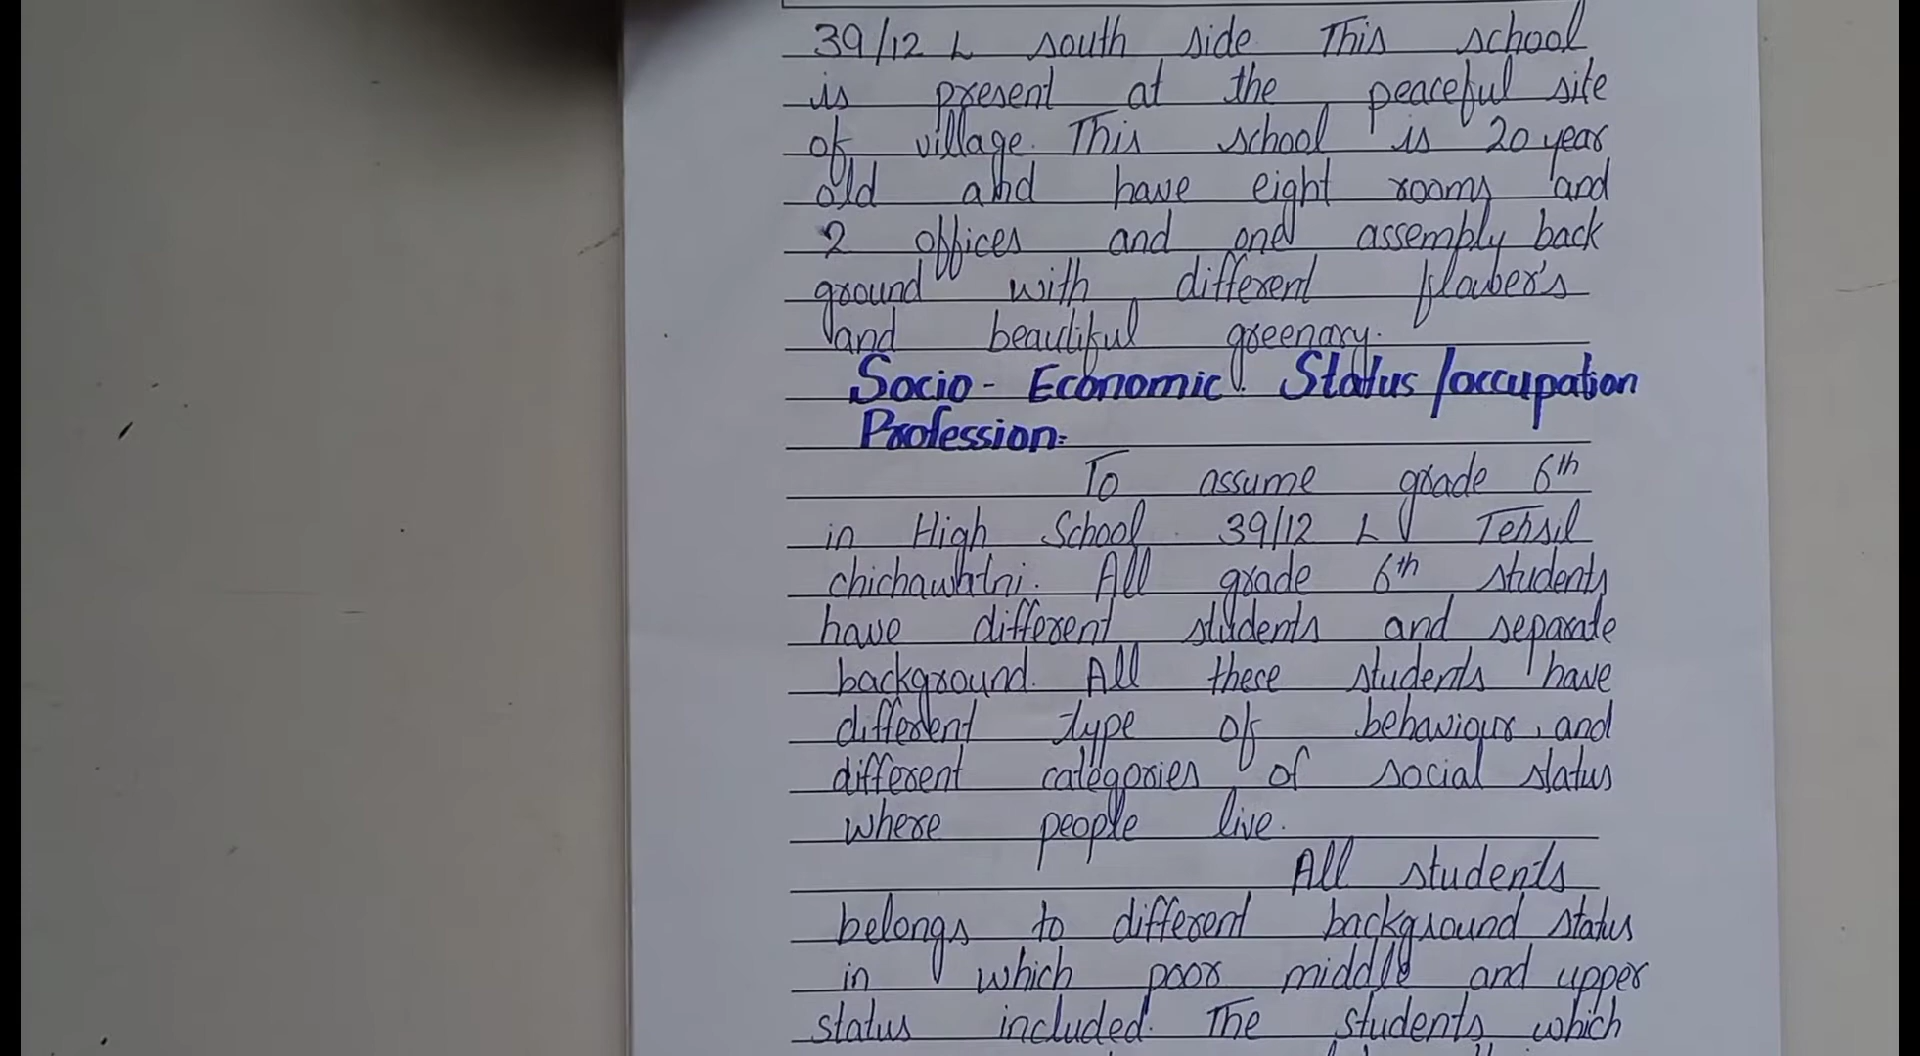 39/12 L south side This school
is present at the peaceful site
of village. This school is 20 year
old and have eight rooms and
2 offices and one assembly back
ground with different flower's
and beautiful greenary.
Socio - Economic Status/occupation
Profession:
To assume grade 6th
in High School 39/12 L Tehsil
chichawatni. All grade 6th students
have different students and separate
background. All these students have
different type of behaviour, and
different categories of social status
where people live.
All students
belongs to different background status
in which poor middle and upper
status included. The students which